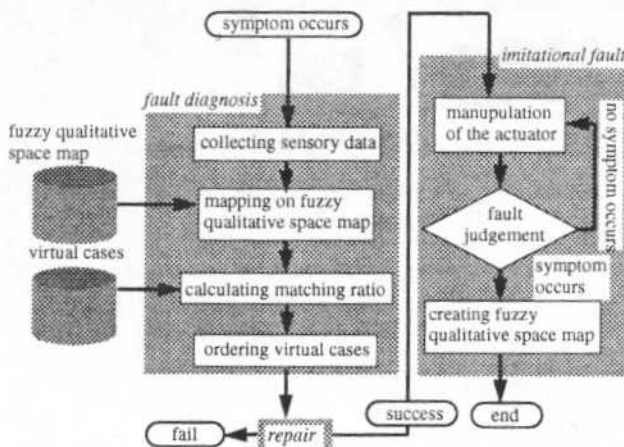 symptom occurs
fault diagnosis
collecting sensory data
fuzzy qualitative
space map
mapping on fuzzy
qualitative space map
virtual cases
calculating matching ratio
ordering virtual cases
fail
repair
success
imitational fault
manupulation
of the actuator
no symptom occurs
fault
judgement
symptom
occurs
creating fuzzy
qualitative space map
end